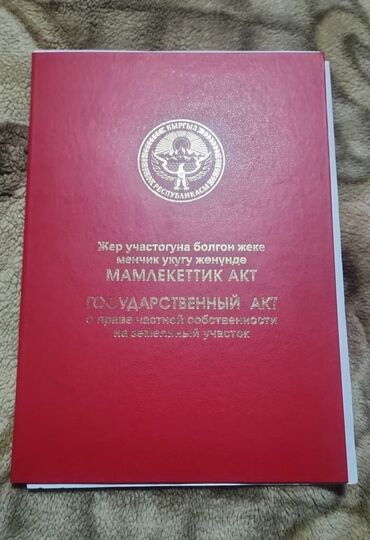 КЫРГЫЗ
РЕСПУБЛИКАСЫ
Жер участогуна болгон жеке
менчик укугу жөнүндө
МАМЛЕКЕТТИК АКТ
ГОСУДАРСТВЕННЫЙ АКТ
о праве частной собственности
на земельный участок